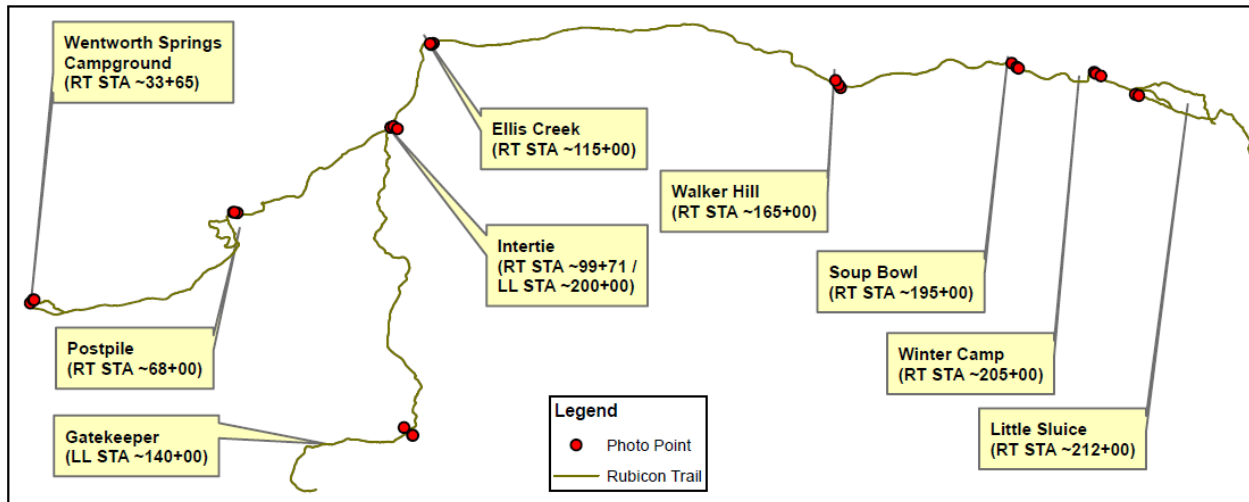 Wentworth Springs
Campground
(RT STA ~33+65)
Ellis Creek
(RT STA ~115+00)
Walker Hill
(RT STA ~165+00)
Intertie
(RT STA ~99+71 /
LL STA ~200+00)
Soup Bowl
(RT STA ~195+00)
Postpile
(RT STA ~68+00)
Winter Camp
(RT STA ~205+00)
Gatekeeper
(LL STA ~140+00)
Little Sluice
(RT STA ~212+00)
Legend
Photo Point
Rubicon Trail